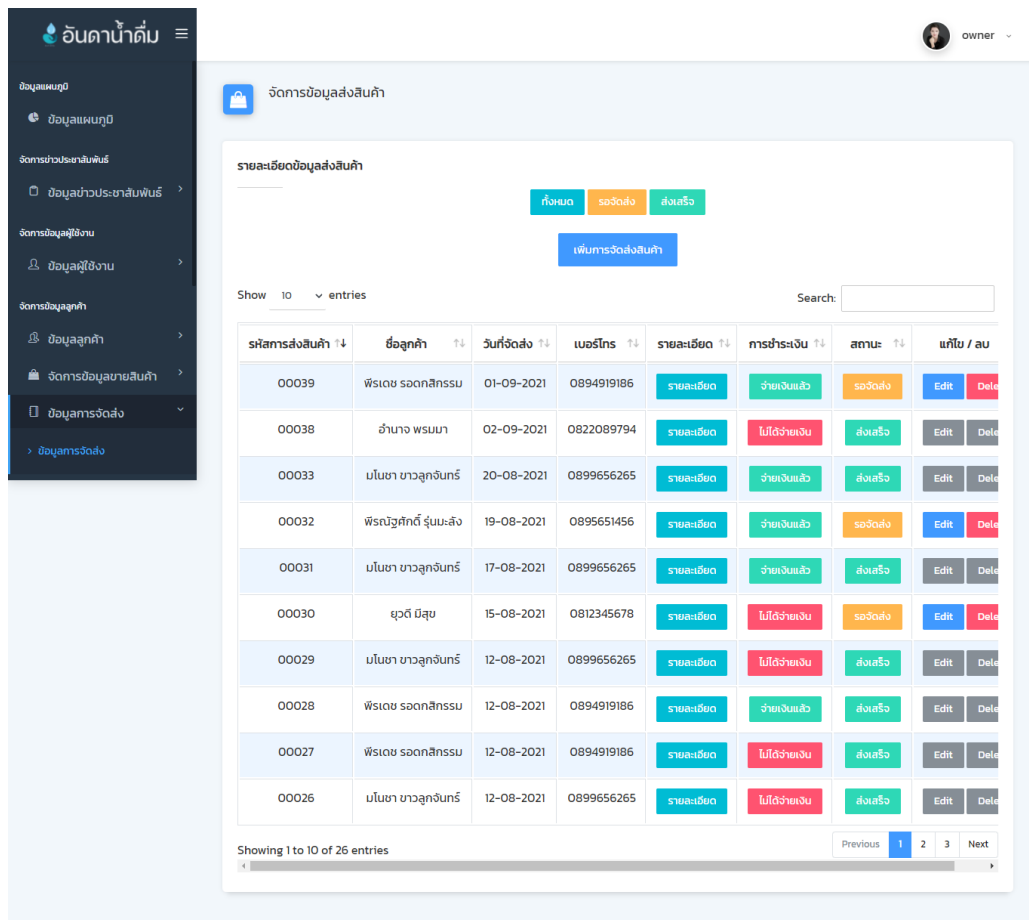 อันดาน้ำดื่ม
owner
ข้อมูลแผนภูมิ
ข้อมูลแผนภูมิ
จัดการข่าวประชาสัมพันธ์
ข้อมูลข่าวประชาสัมพันธ์
จัดการข้อมูลผู้ใช้งาน
ข้อมูลผู้ใช้งาน
จัดการข้อมูลลูกค้า
ข้อมูลลูกค้า
จัดการข้อมูลขายสินค้า
ข้อมูลการจัดส่ง
ข้อมูลการจัดส่ง
จัดการข้อมูลส่งสินค้า
รายละเอียดข้อมูลส่งสินค้า
ทั้งหมด รอจัดส่ง ส่งเสร็จ
เพิ่มการจัดส่งสินค้า
Show 10 entries Search:
รหัสการส่งสินค้า ชื่อลูกค้า วันที่จัดส่ง เบอร์โทร รายละเอียด การชำระเงิน สถานะ แก้ไข / ลบ
00039 พีรเดช รอดกสิกรรม 01-09-2021 0894919186 รายละเอียด จ่ายเงินแล้ว รอจัดส่ง Edit Dele
00038 อำนาจ พรมมา 02-09-2021 0822089794 รายละเอียด ไม่ได้จ่ายเงิน ส่งเสร็จ Edit Dele
00033 มโนชา ขาวลูกจันทร์ 20-08-2021 0899656265 รายละเอียด จ่ายเงินแล้ว ส่งเสร็จ Edit Dele
00032 พีรณัฐศักดิ์ รุ่นมะลัง 19-08-2021 0895651456 รายละเอียด จ่ายเงินแล้ว รอจัดส่ง Edit Dele
00031 มโนชา ขาวลูกจันทร์ 17-08-2021 0899656265 รายละเอียด จ่ายเงินแล้ว ส่งเสร็จ Edit Dele
00030 ยุวดี มีสุข 15-08-2021 0812345678 รายละเอียด ไม่ได้จ่ายเงิน รอจัดส่ง Edit Dele
00029 มโนชา ขาวลูกจันทร์ 12-08-2021 0899656265 รายละเอียด ไม่ได้จ่ายเงิน ส่งเสร็จ Edit Dele
00028 พีรเดช รอดกสิกรรม 12-08-2021 0894919186 รายละเอียด จ่ายเงินแล้ว ส่งเสร็จ Edit Dele
00027 พีรเดช รอดกสิกรรม 12-08-2021 0894919186 รายละเอียด ไม่ได้จ่ายเงิน ส่งเสร็จ Edit Dele
00026 มโนชา ขาวลูกจันทร์ 12-08-2021 0899656265 รายละเอียด ไม่ได้จ่ายเงิน ส่งเสร็จ Edit Dele
Showing 1 to 10 of 26 entries Previous 1 2 3 Next